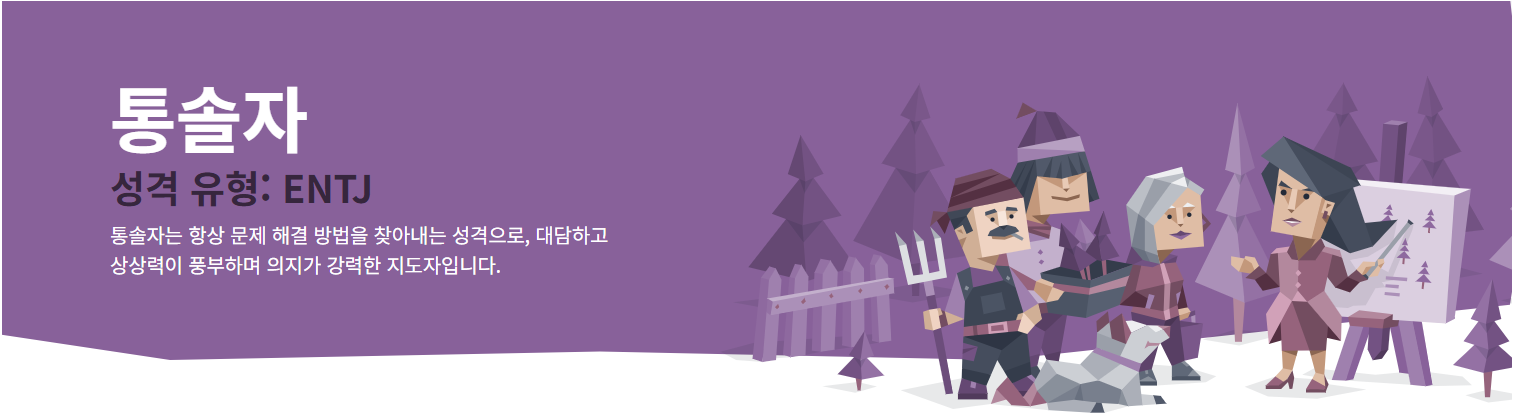 통솔자
성격 유형: ENTJ
통솔자는 항상 문제 해결 방법을 찾아내는 성격으로, 대담하고
상상력이 풍부하며 의지가 강력한 지도자입니다.